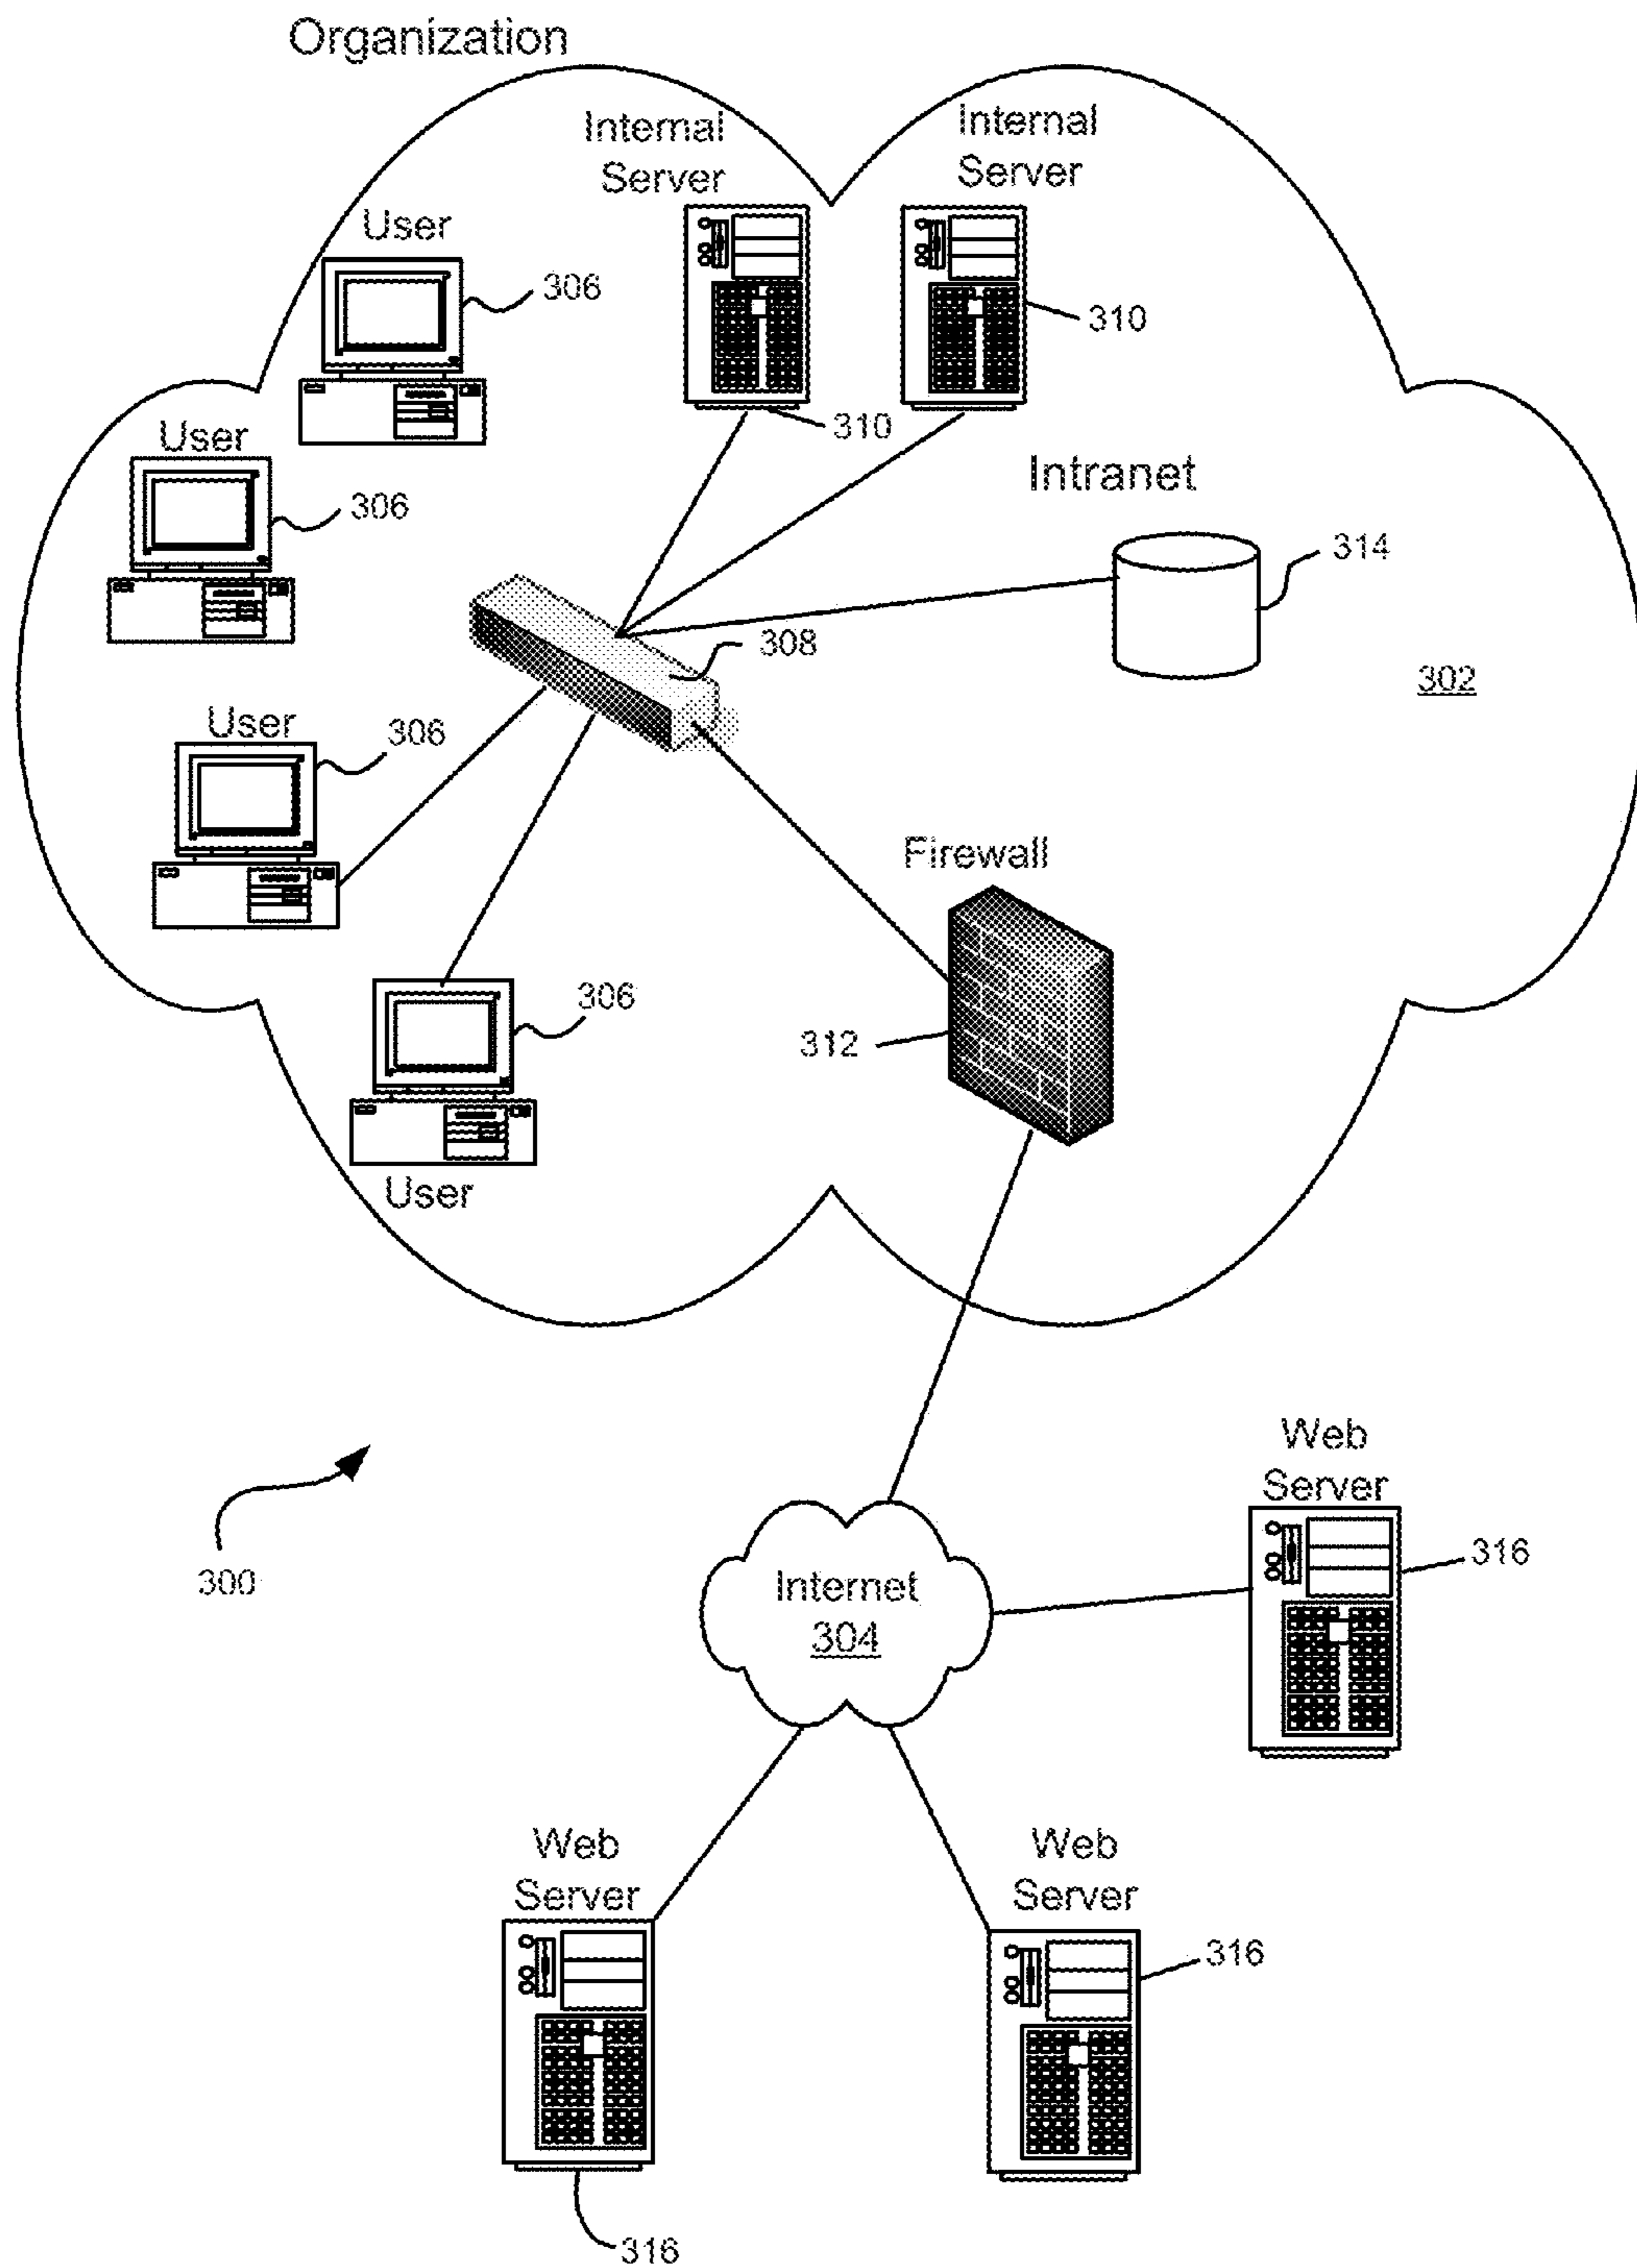 Organization
Internal
Server
Internal
Server
User
306
310
310
User
306
Intranet
314
308
302
User
306
Firewall
306
312
User
300
Web
Server
316
Internet
304
Web
Server
Web
Server
316
316